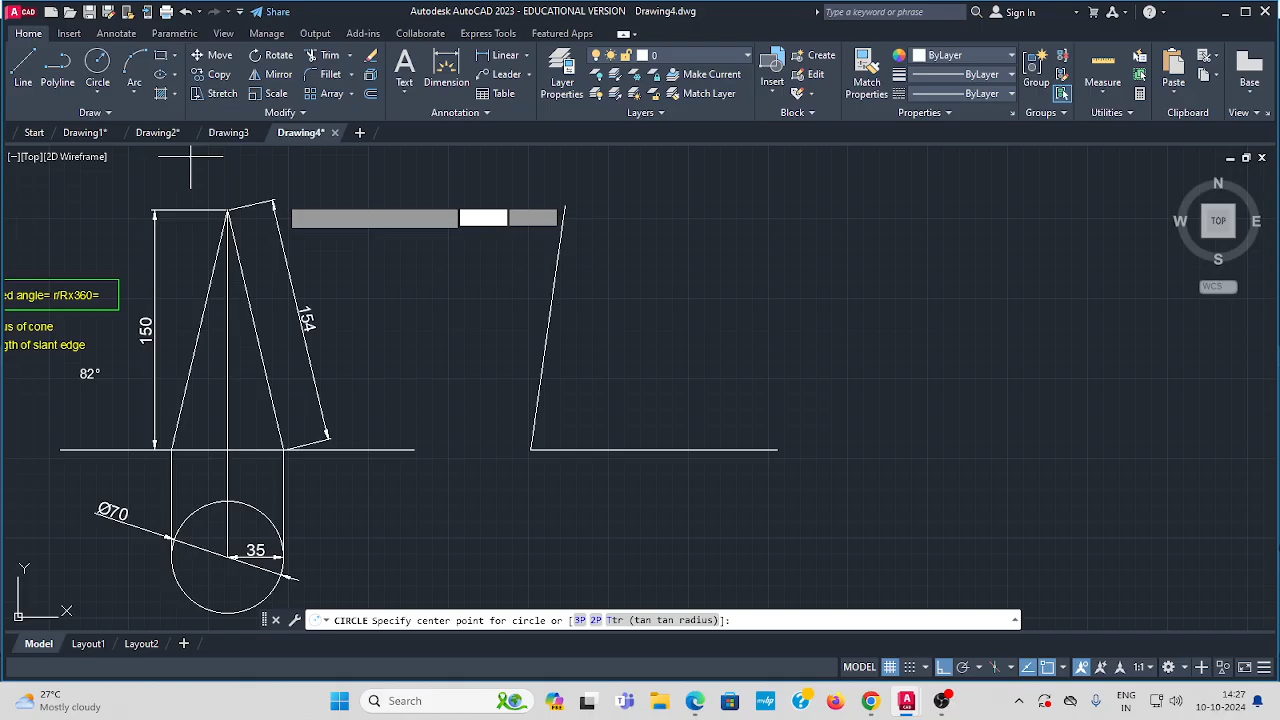 CAD
Share
Autodesk AutoCAD 2023 - EDUCATIONAL VERSION Drawing4.dwg
Type a keyword or phrase
Sign In
Home Insert Annotate Parametric View Manage Output Add-ins Collaborate Express Tools Featured Apps
Line Polyline Circle Arc
Move Rotate Trim
Copy Mirror Fillet
Stretch Scale Array
Text Dimension
Linear
Leader
Table
Layer Properties
0
Make Current
Match Layer
Insert
Create
Edit
Match Properties
ByLayer
ByLayer
ByLayer
Group
Measure
Paste
Base
Draw Modify Annotation Layers Block Properties Groups Utilities Clipboard View
Start Drawing1* Drawing2* Drawing3 Drawing4*
[−][Top][2D Wireframe]
N
W TOP E
S
WCS
ed angle= r/Rx360=
us of cone
gth of slant edge
82°
150
154
Ø70
35
Y
X
CIRCLE Specify center point for circle or [3P 2P Ttr (tan tan radius)]:
Model Layout1 Layout2
MODEL 1:1
27°C
Mostly cloudy
Search
ENG
IN
14:27
10-10-2024